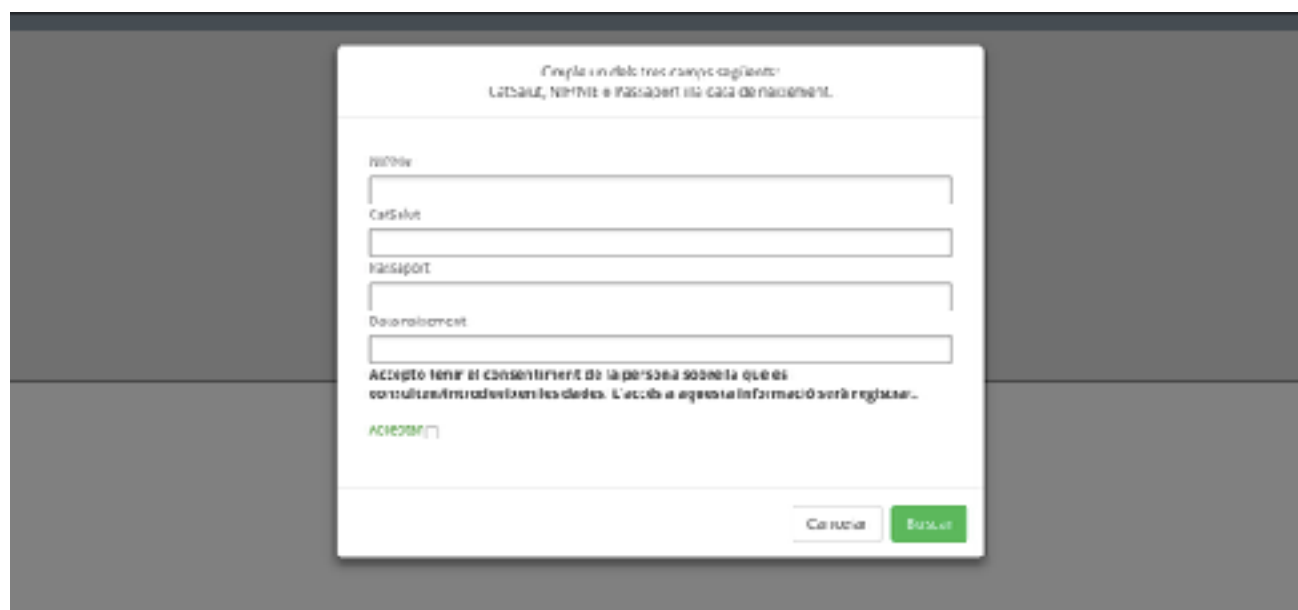 Omple un dels tres camps següents:
CatSalut, NIF/NIE o Passaport i la data de naixement.
NIF/NIE
CatSalut
Passaport
Data naixement
Accepto tenir el consentiment de la persona sobre la que es
consulten/introdueixen les dades. L'accés a aquesta informació serà registrat.
Acceptar
Cancelar
Buscar